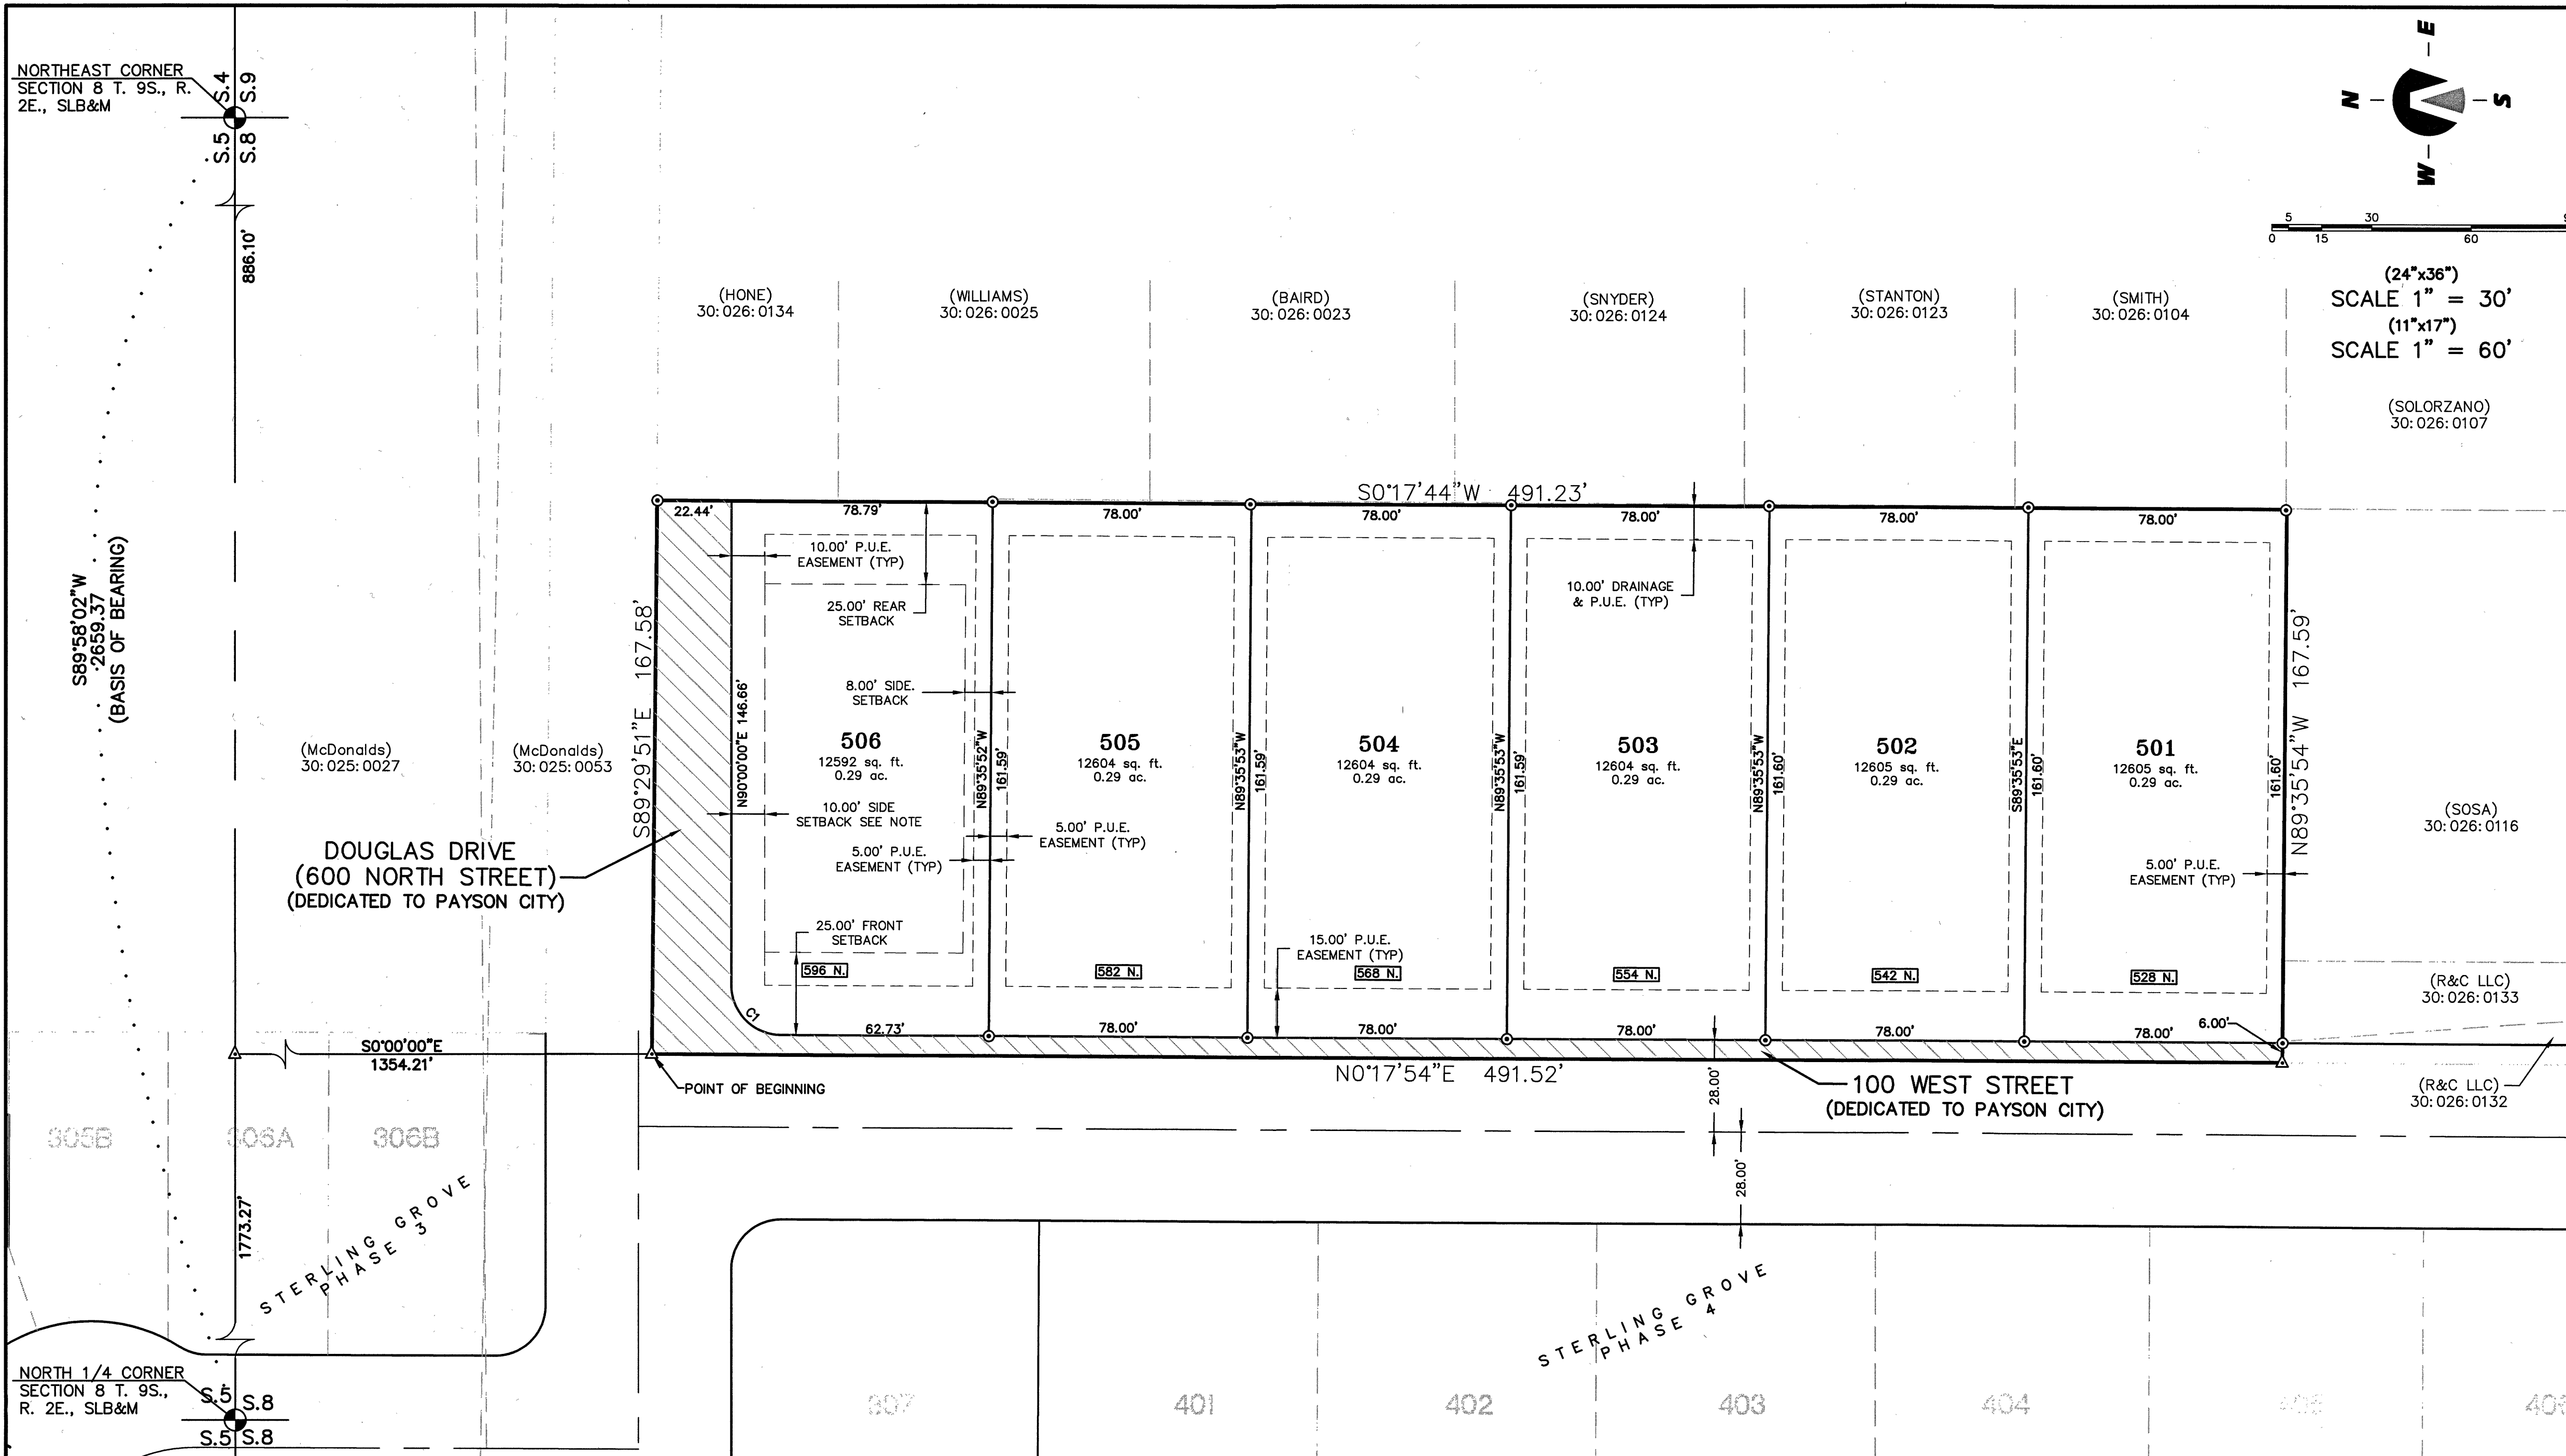 NORTHEAST CORNER
SECTION 8 T. 9S., R.
2E., SLB&M
S.4
S.9
S.5
S.8
886.10'
N
E
S
W
5
30
0
15
60
(24"x36")
SCALE 1" = 30'
(11"x17")
SCALE 1" = 60'
(HONE)
30:026:0134
(WILLIAMS)
30:026:0025
(BAIRD)
30:026:0023
(SNYDER)
30:026:0124
(STANTON)
30:026:0123
(SMITH)
30:026:0104
(SOLORZANO)
30:026:0107
S0°17'44"W 491.23'
22.44'
78.79'
78.00'
78.00'
78.00'
78.00'
78.00'
10.00' P.U.E.
EASEMENT (TYP)
25.00' REAR
SETBACK
10.00' DRAINAGE
& P.U.E. (TYP)
S89°58'02"W
2659.37
(BASIS OF BEARING)
S89°29'51"E 167.58'
N90°00'00"E 146.66'
8.00' SIDE.
SETBACK
506
12592 sq. ft.
0.29 ac.
N89°35'52"W
161.59'
505
12604 sq. ft.
0.29 ac.
N89°35'53"W
161.59'
504
12604 sq. ft.
0.29 ac.
N89°35'53"W
161.59'
503
12604 sq. ft.
0.29 ac.
N89°35'53"W
161.60'
502
12605 sq. ft.
0.29 ac.
S89°35'53"E
161.60'
501
12605 sq. ft.
0.29 ac.
161.60'
N89°35'54"W 167.59'
(McDonalds)
30:025:0027
(McDonalds)
30:025:0053
10.00' SIDE
SETBACK SEE NOTE
5.00' P.U.E.
EASEMENT (TYP)
5.00' P.U.E.
EASEMENT (TYP)
5.00' P.U.E.
EASEMENT (TYP)
(SOSA)
30:026:0116
DOUGLAS DRIVE
(600 NORTH STREET)
(DEDICATED TO PAYSON CITY)
25.00' FRONT
SETBACK
15.00' P.U.E.
EASEMENT (TYP)
596 N.
582 N.
568 N.
554 N.
542 N.
528 N.
(R&C LLC)
30:026:0133
C1
62.73'
78.00'
78.00'
78.00'
78.00'
78.00'
6.00'
S0°00'00"E
1354.21'
POINT OF BEGINNING
N0°17'54"E 491.52'
28.00'
100 WEST STREET
(DEDICATED TO PAYSON CITY)
(R&C LLC)
30:026:0132
305B
306A
306B
28.00'
1773.27'
STERLING GROVE
PHASE 3
STERLING GROVE
PHASE 4
NORTH 1/4 CORNER
SECTION 8 T. 9S.,
R. 2E., SLB&M
S.5
S.8
S.5
S.8
307
401
402
403
404